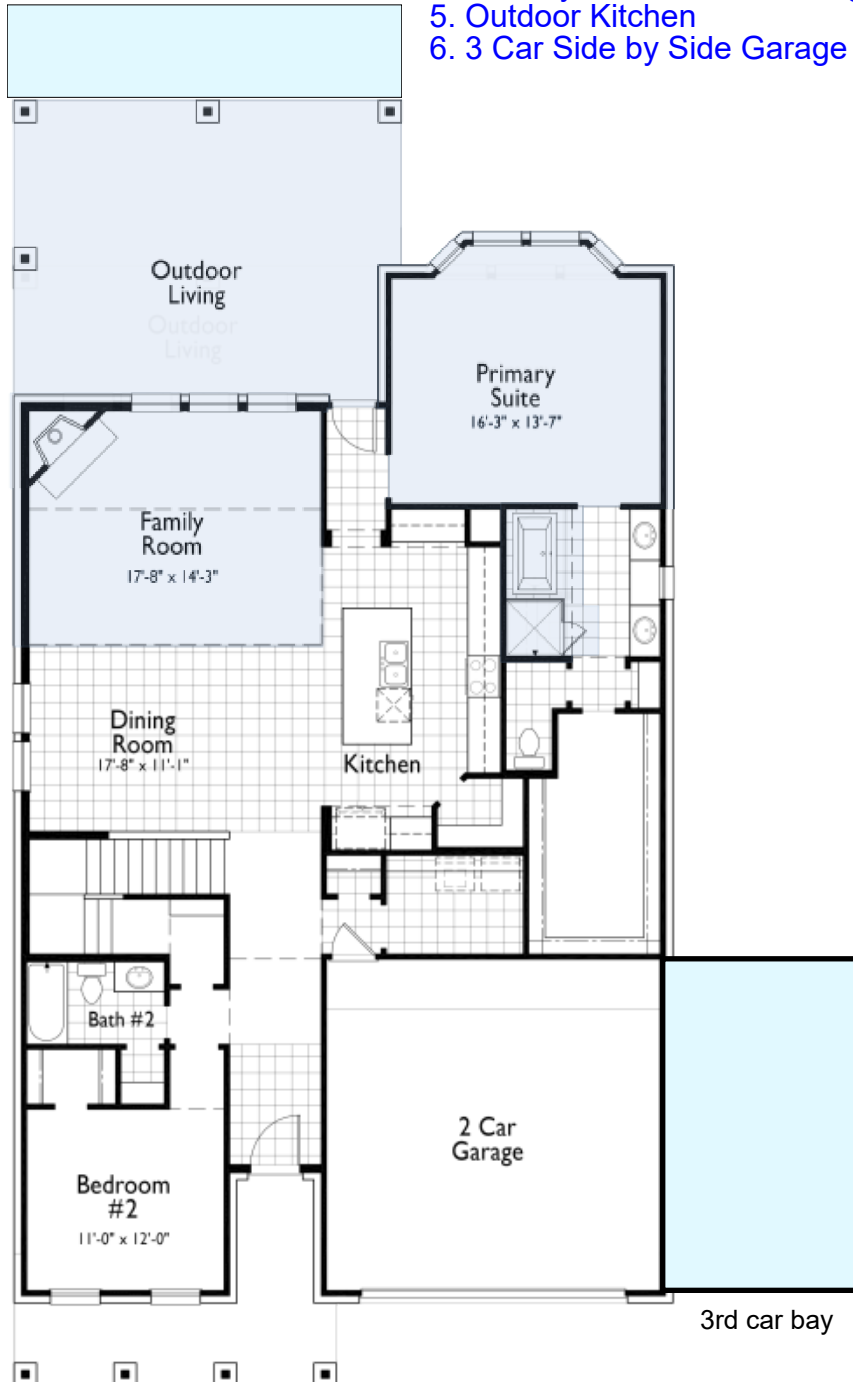 5. Outdoor Kitchen
6. 3 Car Side by Side Garage
Outdoor
Living
Outdoor
Living
Primary
Suite
16'-3" x 13'-7"
Family
Room
17'-8" x 14'-3"
Dining
Room
17'-8" x 11'-1"
Kitchen
Bath #2
2 Car
Garage
Bedroom
#2
11'-0" x 12'-0"
3rd car bay